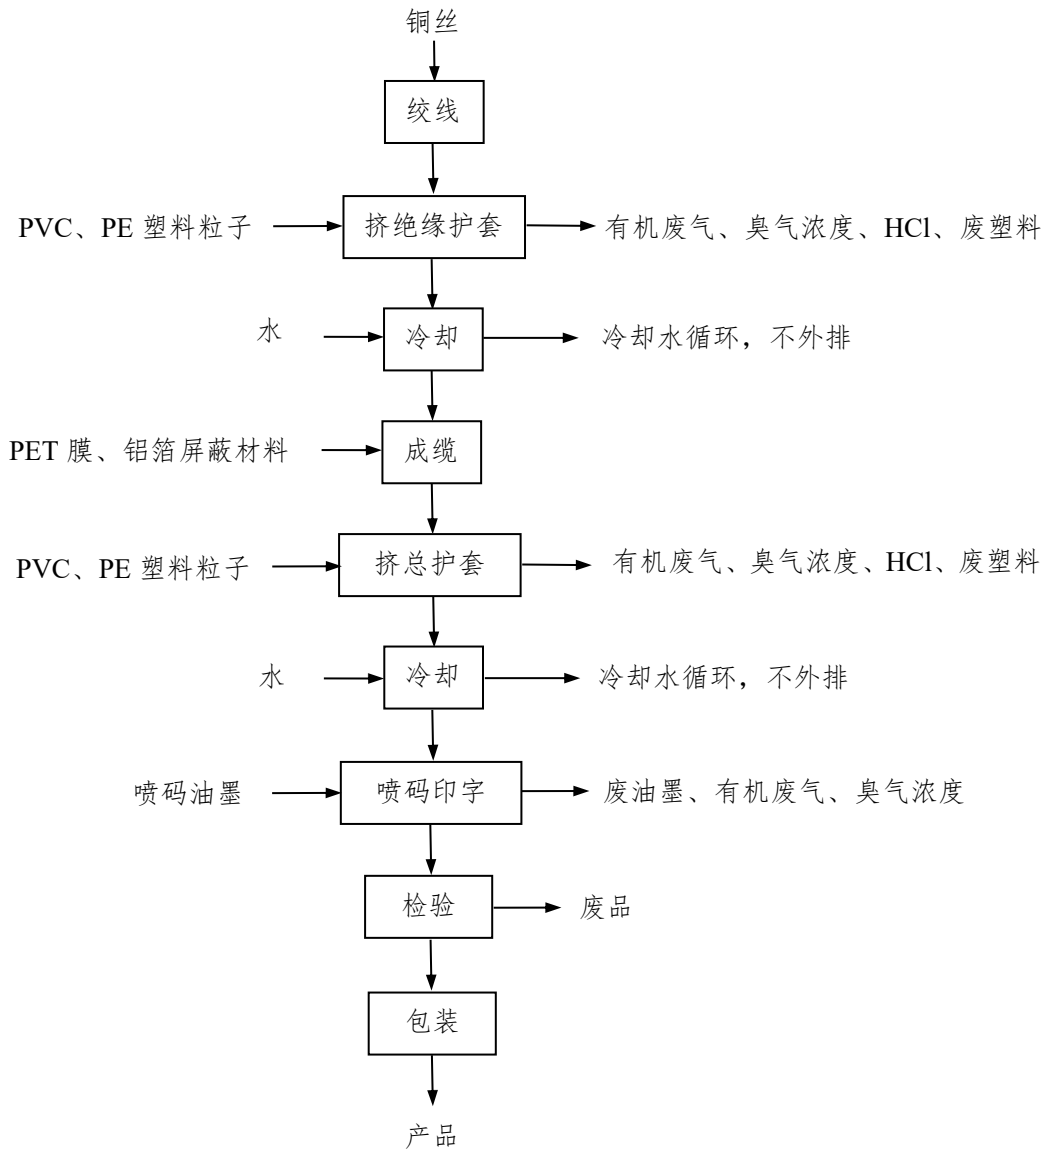 铜丝
绞线
PVC、PE 塑料粒子
挤绝缘护套
有机废气、臭气浓度、HCl、废塑料
水
冷却
冷却水循环，不外排
PET 膜、铝箔屏蔽材料
成缆
PVC、PE 塑料粒子
挤总护套
有机废气、臭气浓度、HCl、废塑料
水
冷却
冷却水循环，不外排
喷码油墨
喷码印字
废油墨、有机废气、臭气浓度
检验
废品
包装
产品